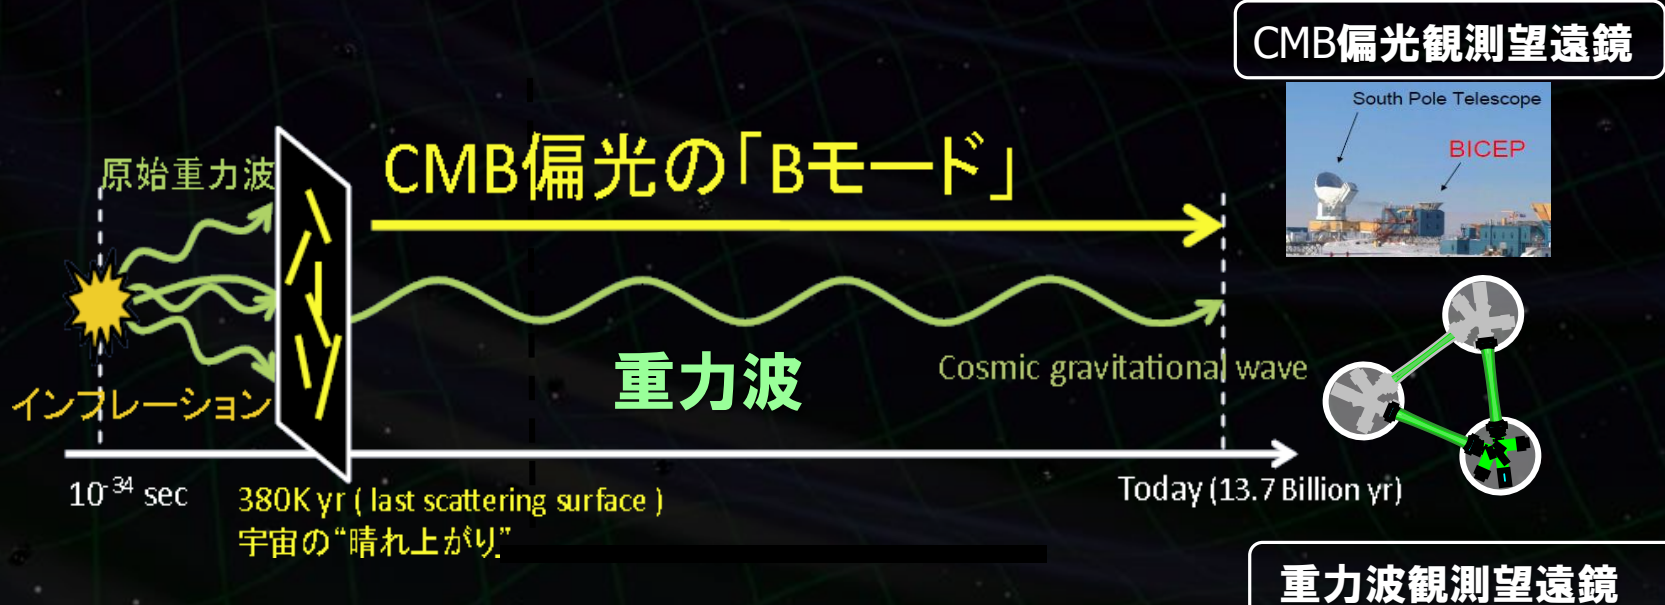 CMB偏光観測望遠鏡
South Pole Telescope
BICEP
CMB偏光の「Bモード」
原始重力波
インフレーション
重力波
Cosmic gravitational wave
10⁻³⁴ sec
380K yr ( last scattering surface )
宇宙の“晴れ上がり”
Today (13.7 Billion yr)
重力波観測望遠鏡